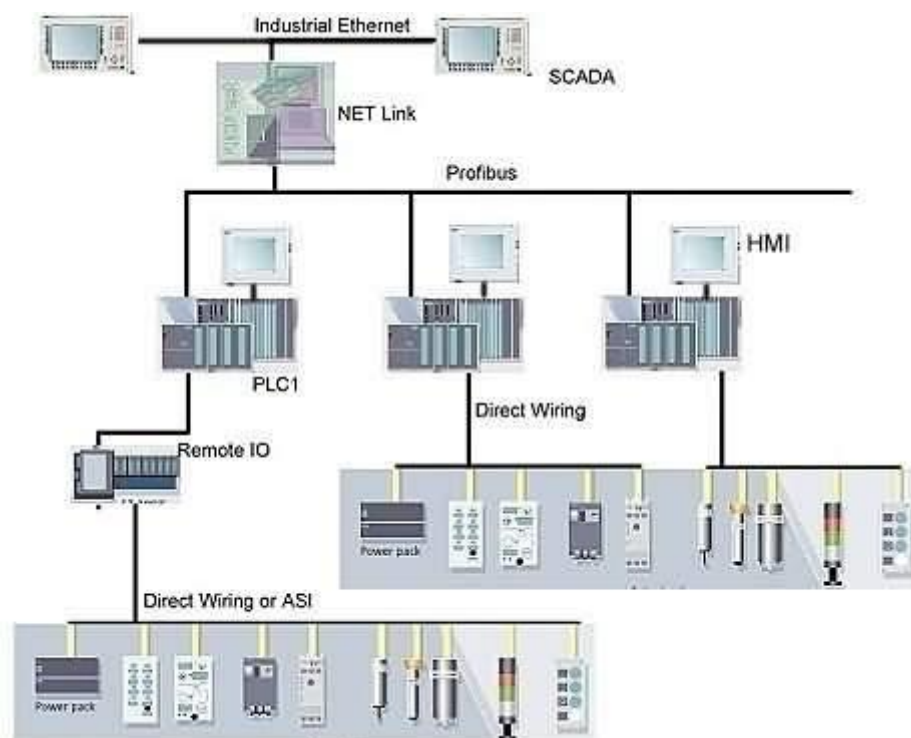 Industrial Ethernet
SCADA
NET Link
Profibus
HMI
PLC1
Direct Wiring
Remote IO
Power pack
Direct Wiring or ASI
Power pack